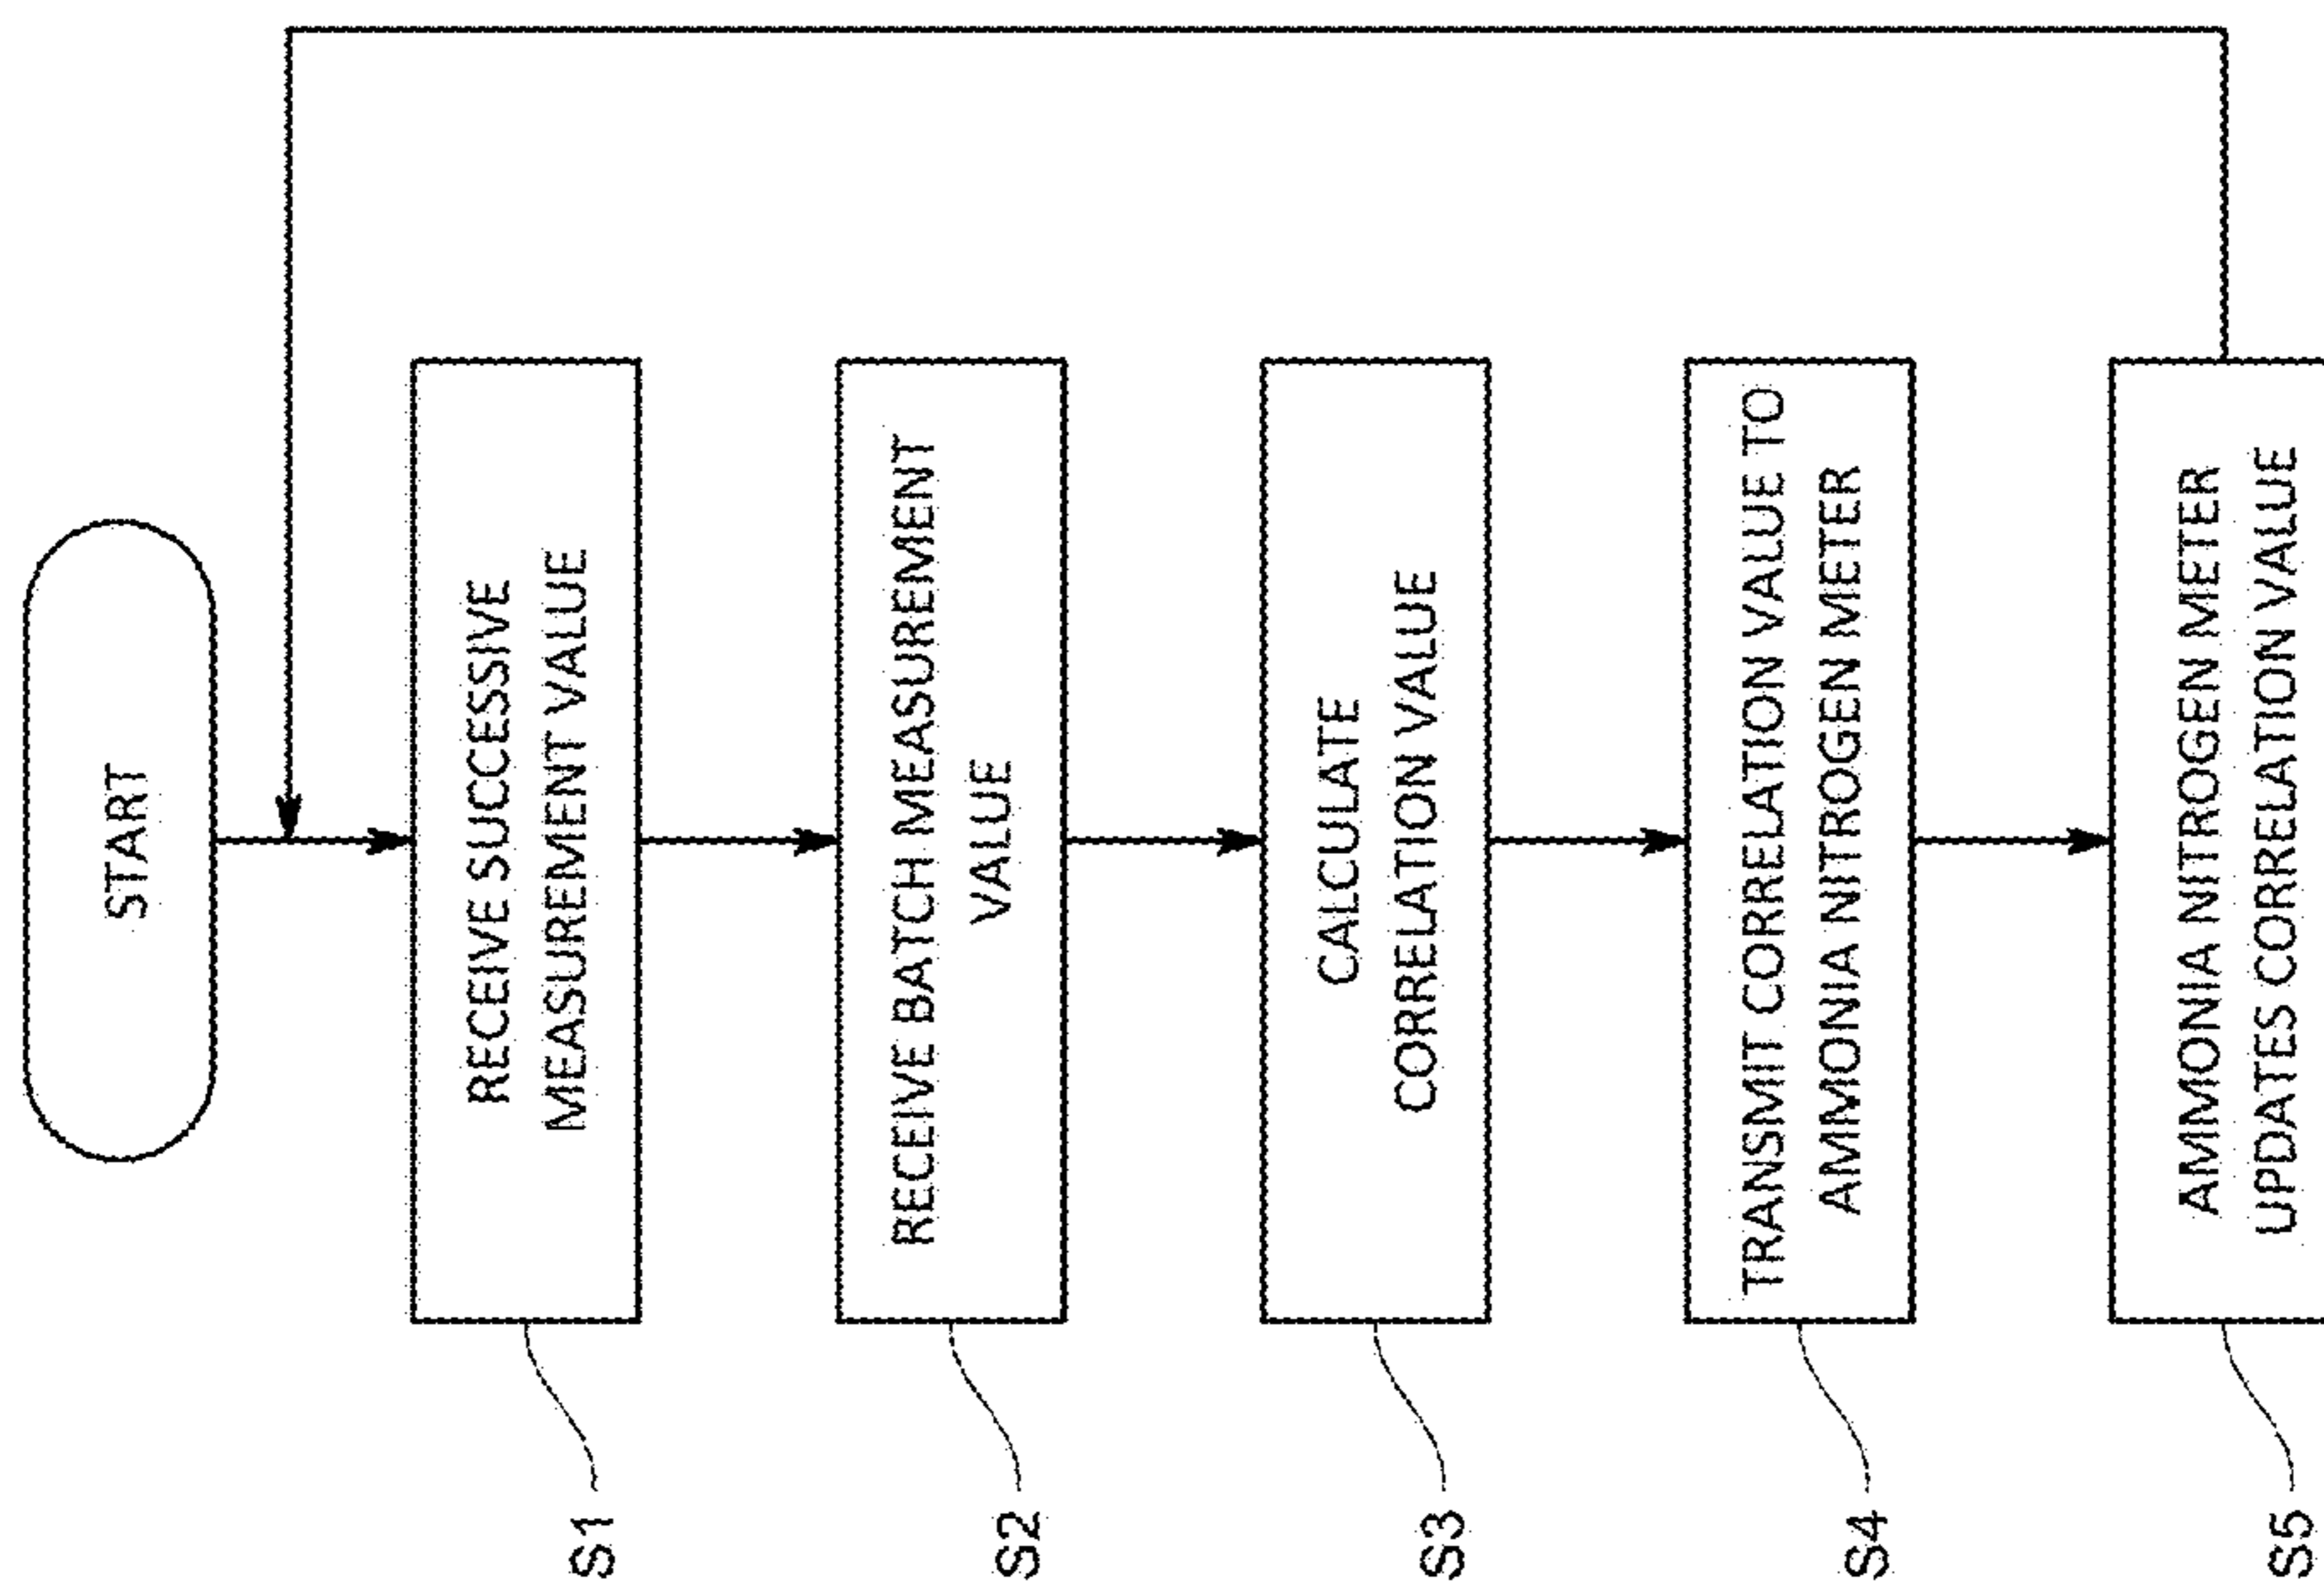 START
RECEIVE SUCCESSIVE
MEASUREMENT VALUE
S1
RECEIVE BATCH MEASUREMENT
VALUE
S2
CALCULATE
CORRELATION VALUE
S3
TRANSMIT CORRELATION VALUE TO
AMMONIA NITROGEN METER
S4
AMMONIA NITROGEN METER
UPDATES CORRELATION VALUE
S5